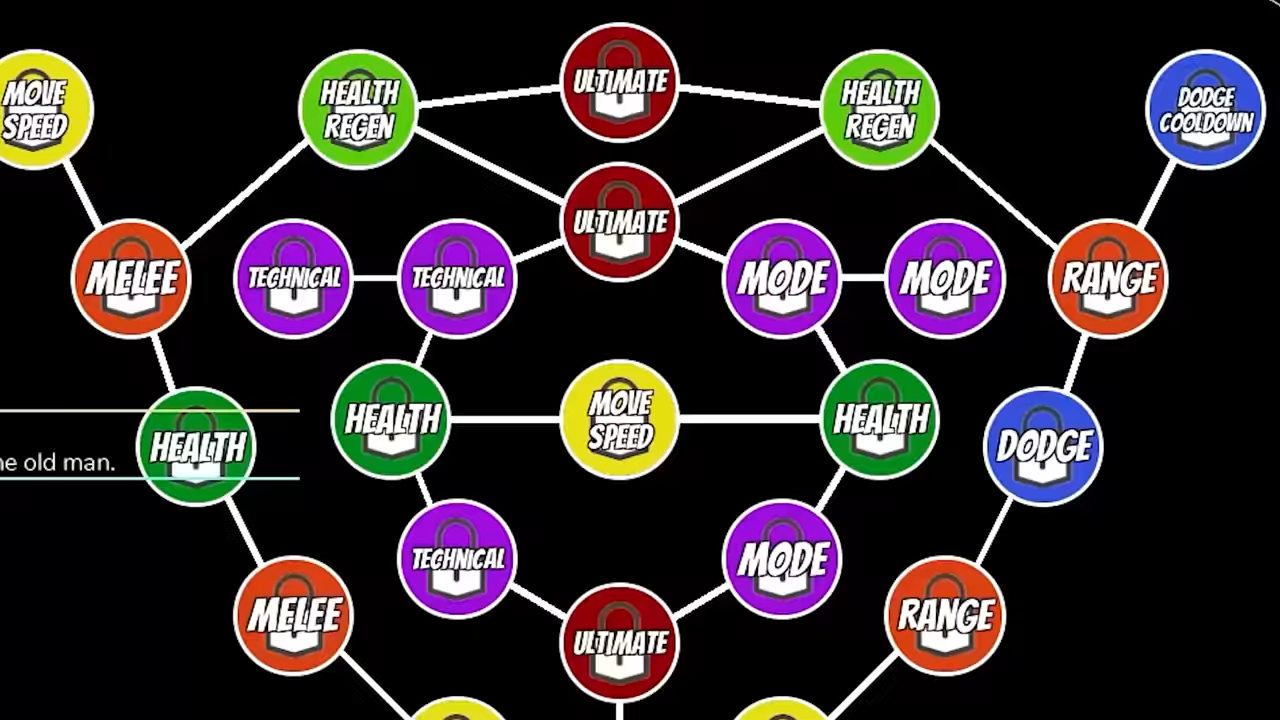 ULTIMATE
MOVE
SPEED
HEALTH
REGEN
HEALTH
REGEN
DODGE
COOLDOWN
ULTIMATE
MELEE
TECHNICAL
TECHNICAL
MODE
MODE
RANGE
HEALTH
MOVE
SPEED
HEALTH
HEALTH
DODGE
old man.
TECHNICAL
MODE
MELEE
RANGE
ULTIMATE